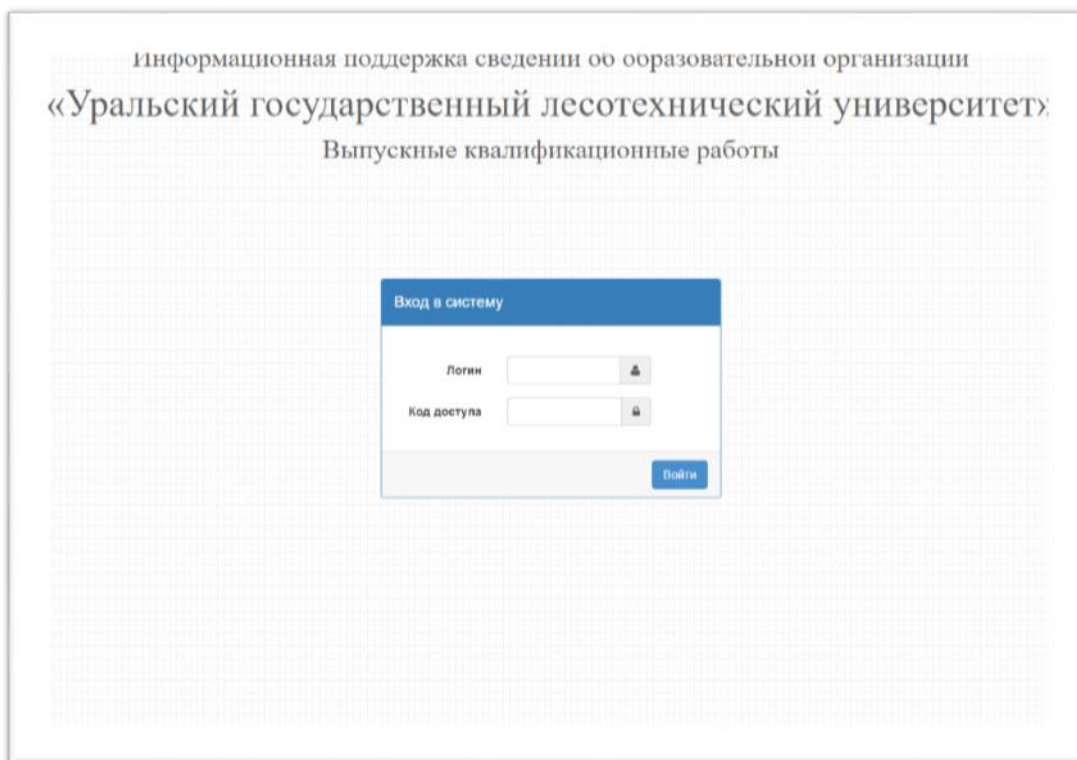 Информационная поддержка сведений об образовательной организации
«Уральский государственный лесотехнический университет»
Выпускные квалификационные работы
Вход в систему
Логин
Код доступа
Войти